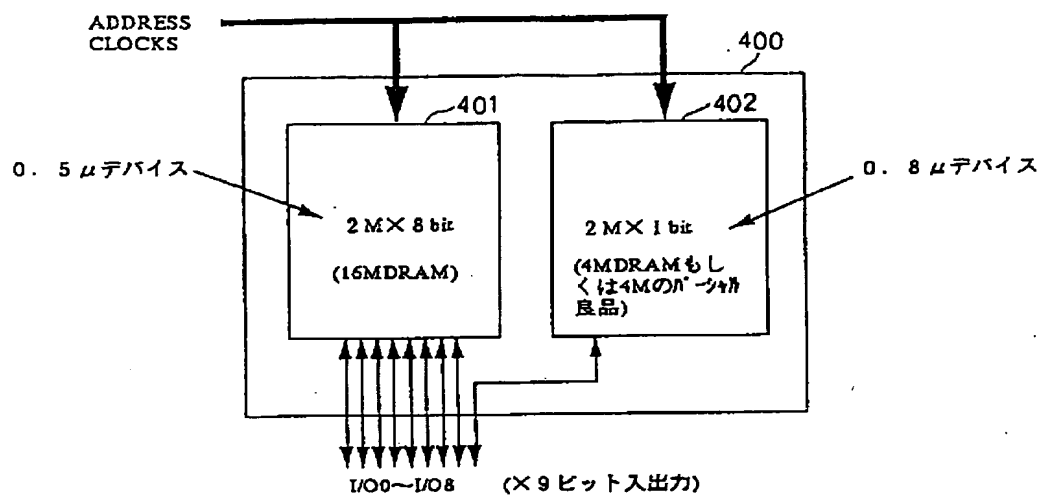 ADDRESS
CLOCKS
400
401
402
0．5μデバイス
0．8μデバイス
2M×8bit
(16MDRAM)
2M×1bit
(4MDRAMもし
くは4Mのﾊﾟｰｼｬﾙ
良品)
I/O0～I/O8 (×9ビット入出力)